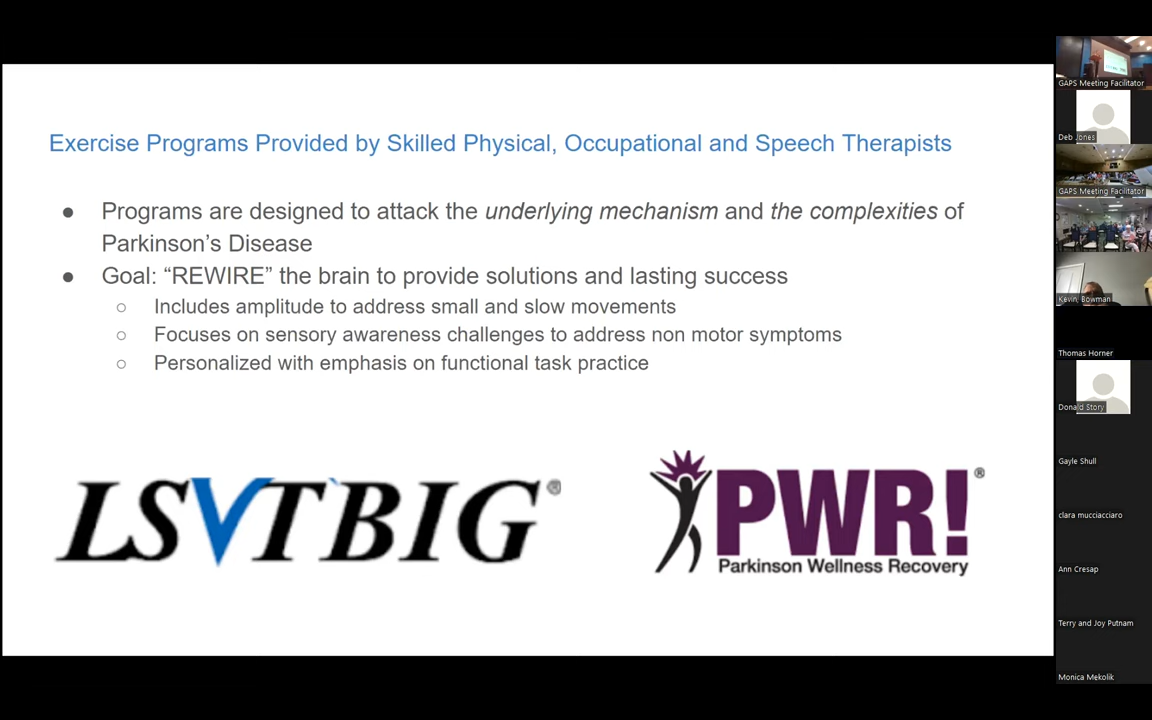 Exercise Programs Provided by Skilled Physical, Occupational and Speech Therapists
● Programs are designed to attack the underlying mechanism and the complexities of
Parkinson's Disease
● Goal: “REWIRE” the brain to provide solutions and lasting success
○ Includes amplitude to address small and slow movements
○ Focuses on sensory awareness challenges to address non motor symptoms
○ Personalized with emphasis on functional task practice
LSVT BIG®
PWR!®
Parkinson Wellness Recovery
GAPS Meeting Facilitator
Deb Jones
GAPS Meeting Facilitator
Kevin, Bowman
Thomas Horner
Donald Story
Gayle Shull
clara mucciacciaro
Ann Cresap
Terry and Joy Putnam
Monica Mekolik